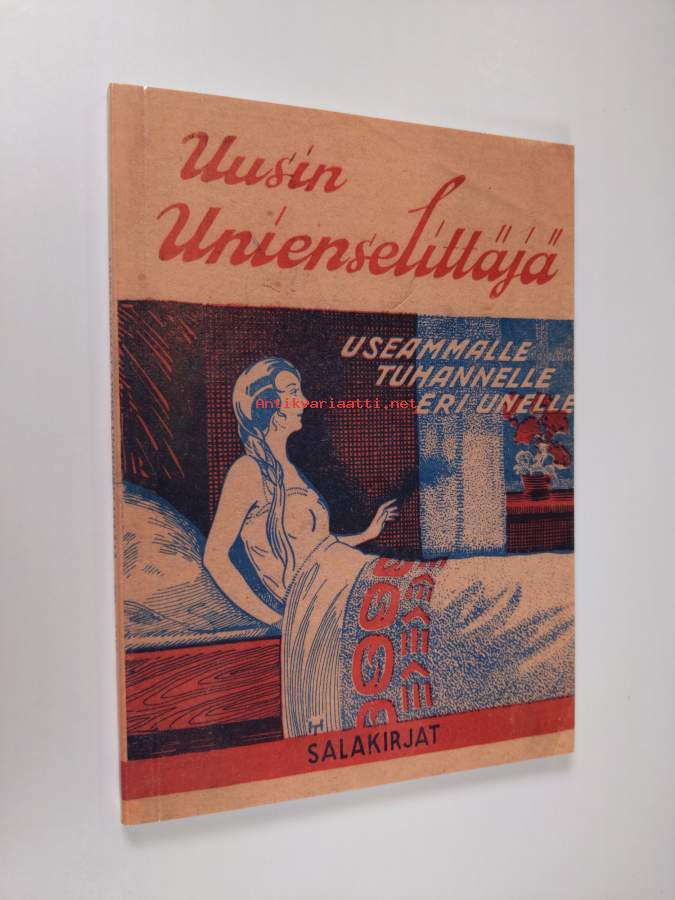 Uusin
Unienselittäjä
USEAMMALLE
TUHANNELLE
ERI UNELLE
Antikvariaatti.net
SALAKIRJAT